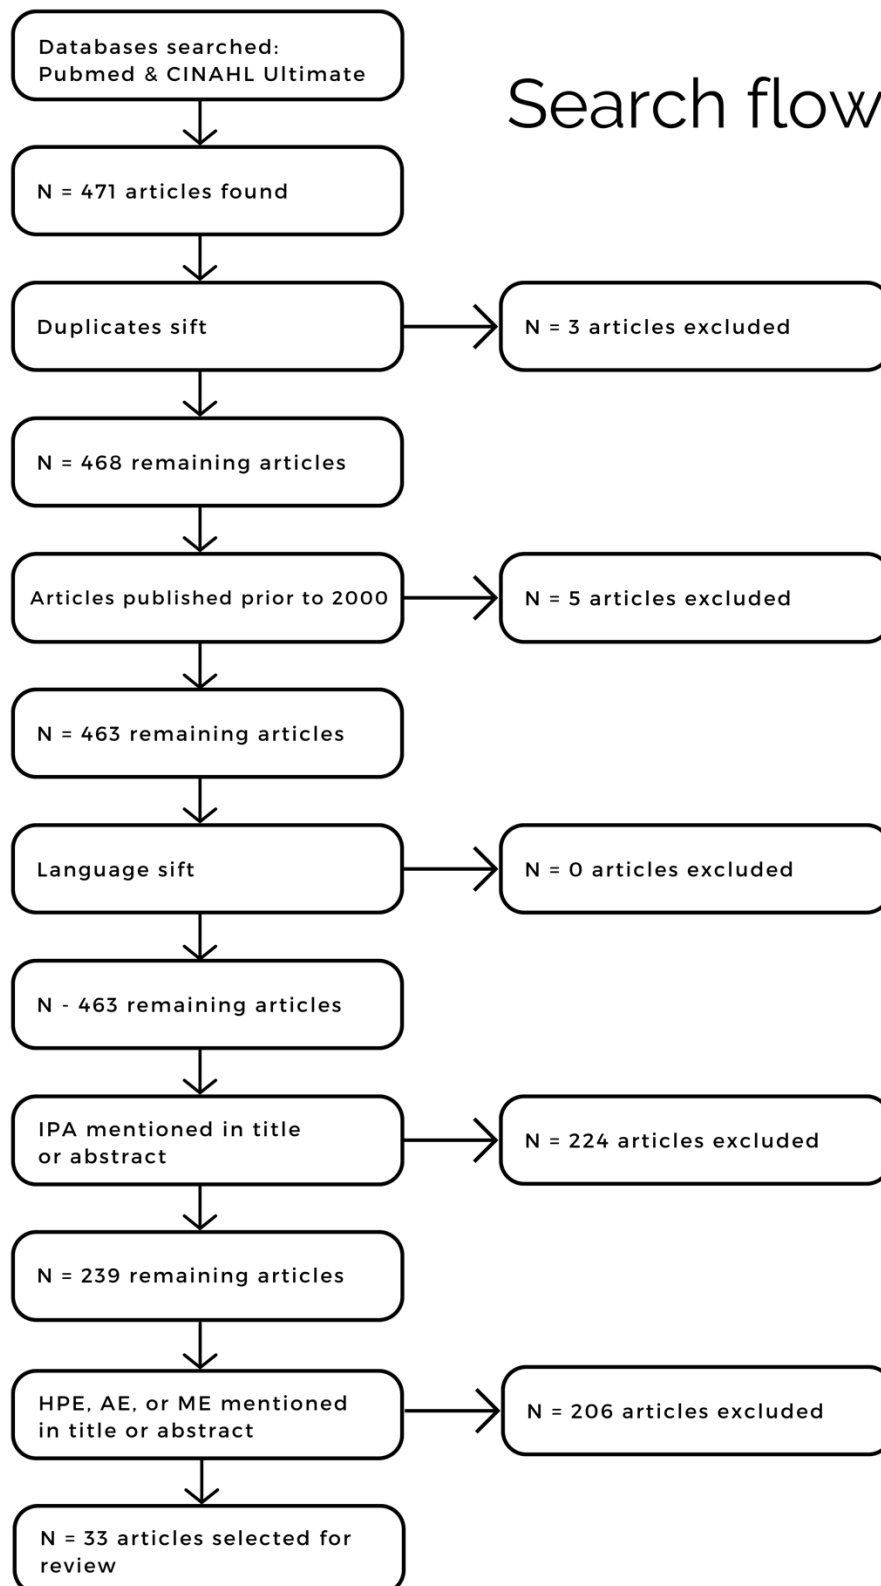 Databases searched:
Pubmed & CINAHL Ultimate
Search flow
N = 471 articles found
Duplicates sift
N = 3 articles excluded
N = 468 remaining articles
Articles published prior to 2000
N = 5 articles excluded
N = 463 remaining articles
Language sift
N = 0 articles excluded
N - 463 remaining articles
IPA mentioned in title
or abstract
N = 224 articles excluded
N = 239 remaining articles
HPE, AE, or ME mentioned
in title or abstract
N = 206 articles excluded
N = 33 articles selected for
review